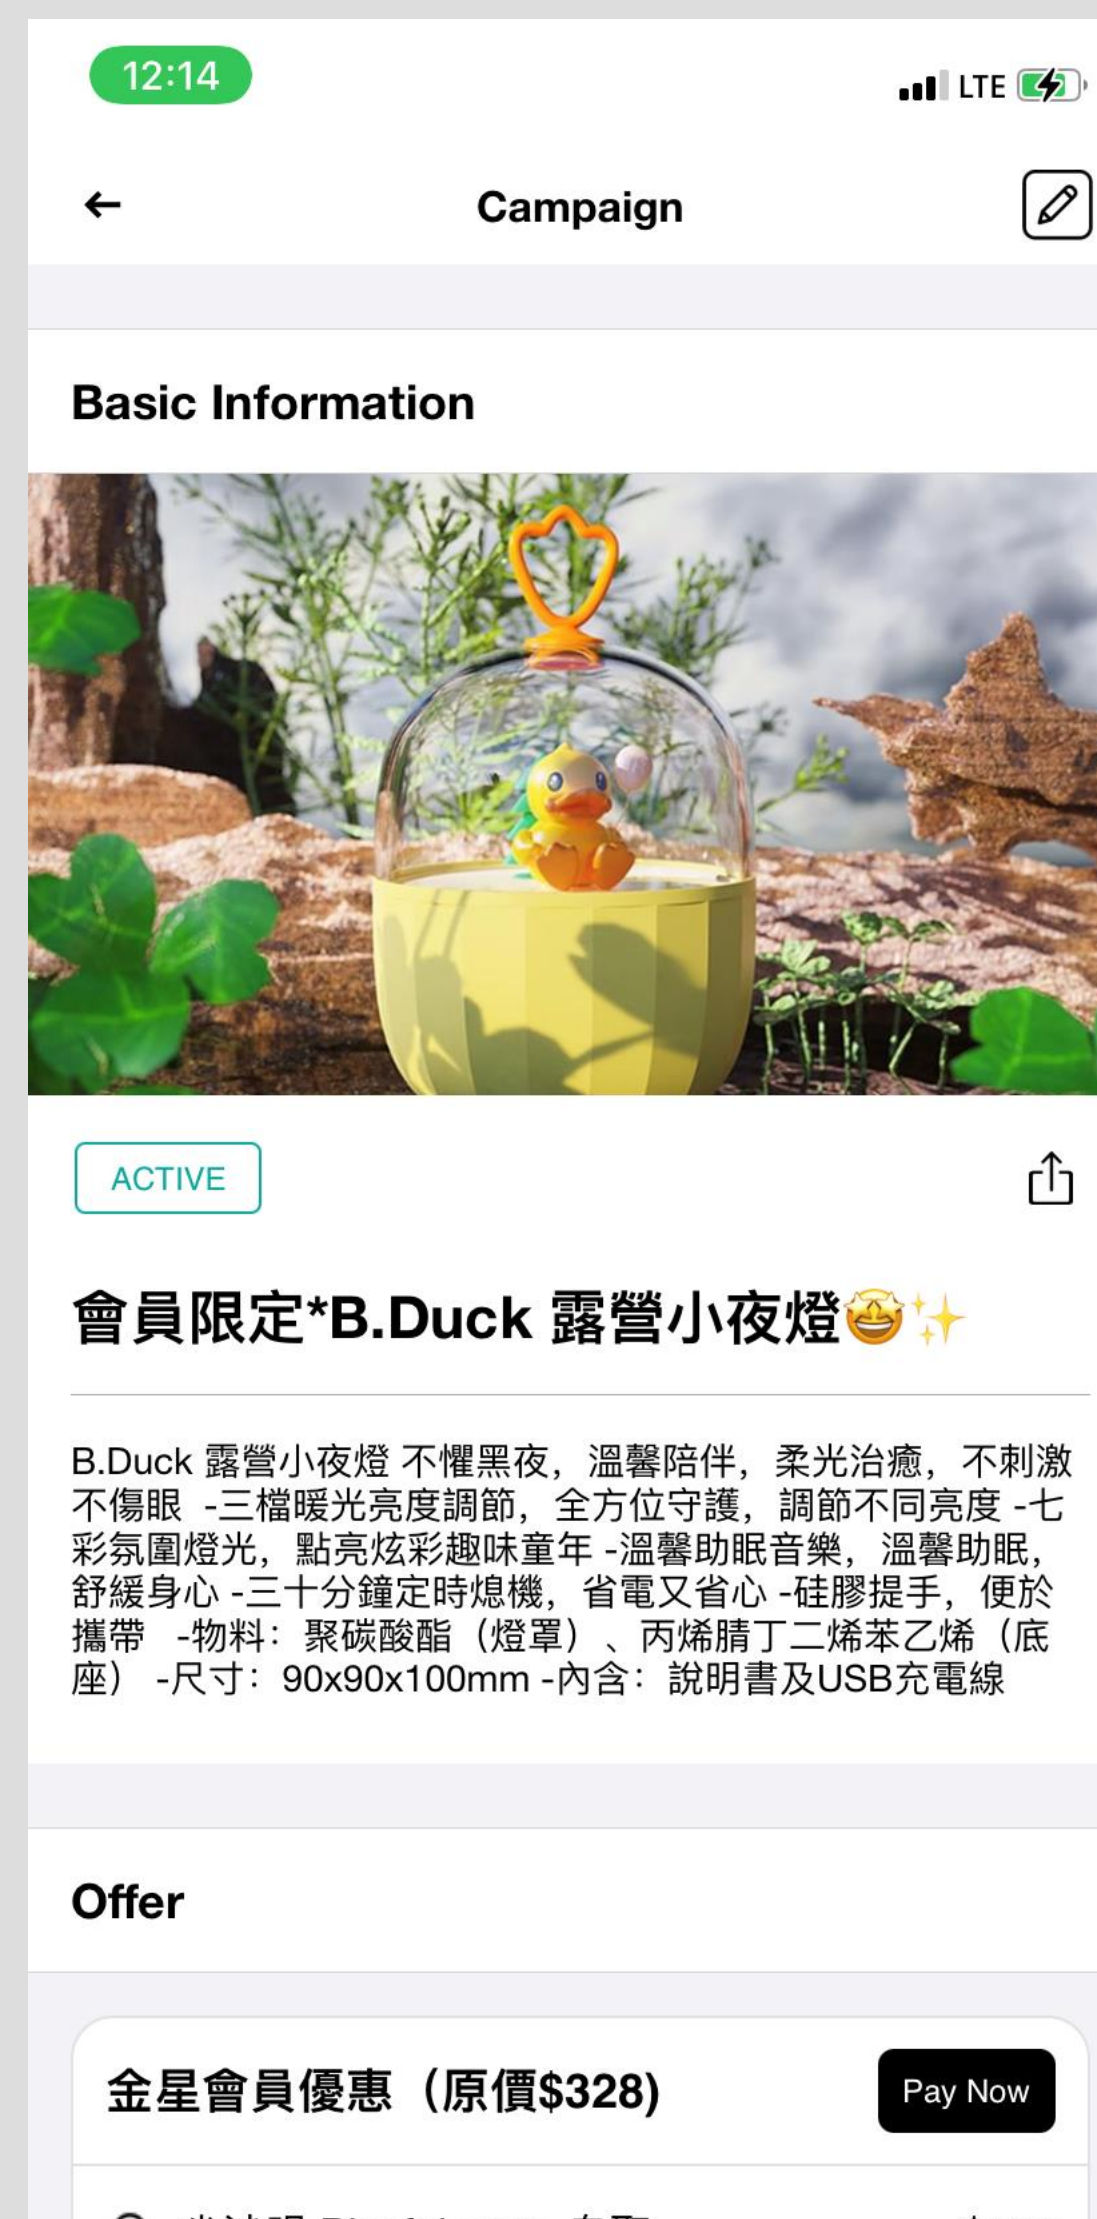 12:14
LTE
Campaign
Basic Information
ACTIVE
會員限定*B.Duck 露營小夜燈🤩✨
B.Duck 露營小夜燈 不懼黑夜，溫馨陪伴，柔光治癒，不刺激
不傷眼 -三檔暖光亮度調節，全方位守護，調節不同亮度 -七
彩氛圍燈光，點亮炫彩趣味童年 -溫馨助眠音樂，溫馨助眠，
舒緩身心 -三十分鐘定時熄機，省電又省心 -硅膠提手，便於
攜帶 -物料：聚碳酸酯（燈罩）、丙烯腈丁二烯苯乙烯（底
座） -尺寸：90x90x100mm -內含：說明書及USB充電線
Offer
金星會員優惠（原價$328)
Pay Now